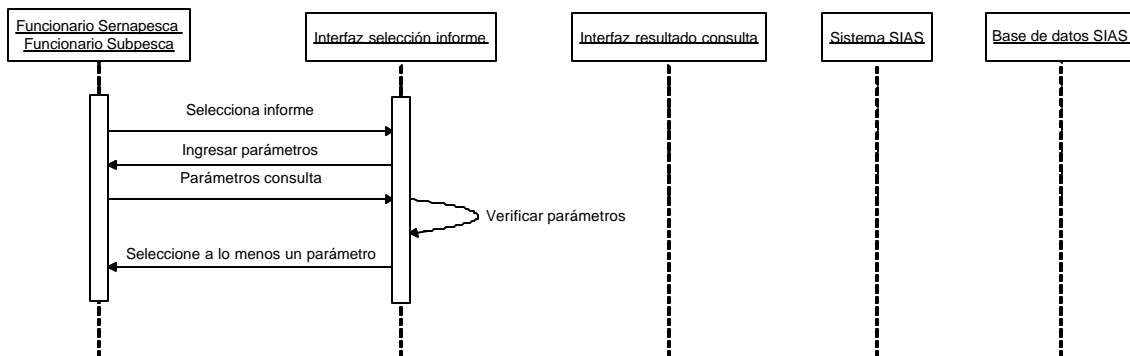 Funcionario Sernapesca
Funcionario Subpesca
Interfaz selección informe
Interfaz resultado consulta
Sistema SIAS
Base de datos SIAS
Selecciona informe
Ingresar parámetros
Parámetros consulta
Verificar parámetros
Seleccione a lo menos un parámetro